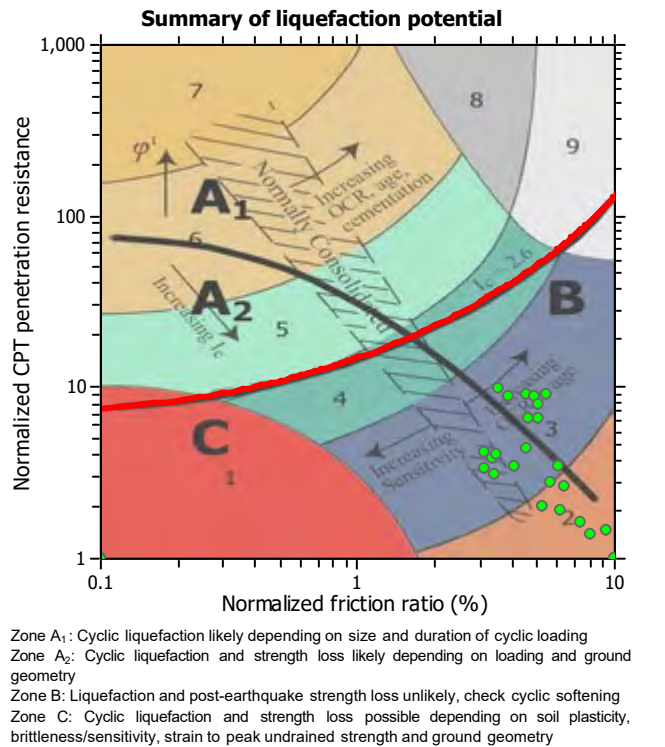 Summary of liquefaction potential
1,000
100
10
1
Normalized CPT penetration resistance
7
8
9
φ'
A1
Increasing
OCR, age,
cementation
Normally Consolidated
6
A2
Increasing Ic
5
Ic = 2.6
B
4
C
1
3
Increasing
Sensitivity
2
0.1
1
10
Normalized friction ratio (%)
Zone A1: Cyclic liquefaction likely depending on size and duration of cyclic loading
Zone A2: Cyclic liquefaction and strength loss likely depending on loading and ground
geometry
Zone B: Liquefaction and post-earthquake strength loss unlikely, check cyclic softening
Zone C: Cyclic liquefaction and strength loss possible depending on soil plasticity,
brittleness/sensitivity, strain to peak undrained strength and ground geometry